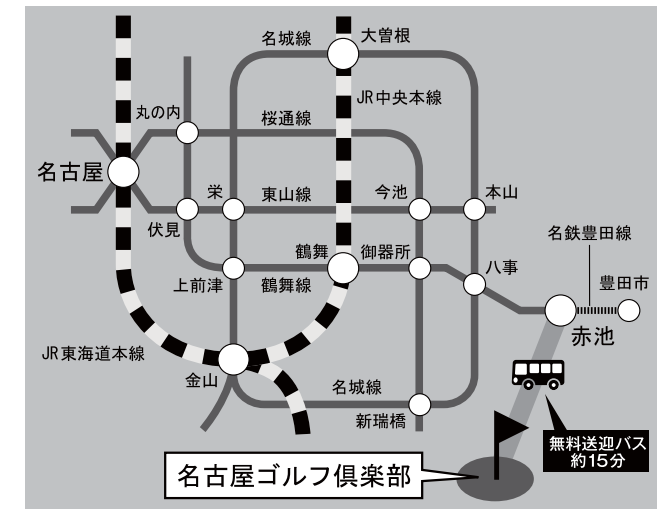 名城線
大曽根
JR中央本線
丸の内
桜通線
名古屋
栄
東山線
今池
本山
伏見
名鉄豊田線
鶴舞
御器所
八事
豊田市
上前津
鶴舞線
赤池
JR東海道本線
金山
名城線
新瑞橋
無料送迎バス
約15分
名古屋ゴルフ倶楽部